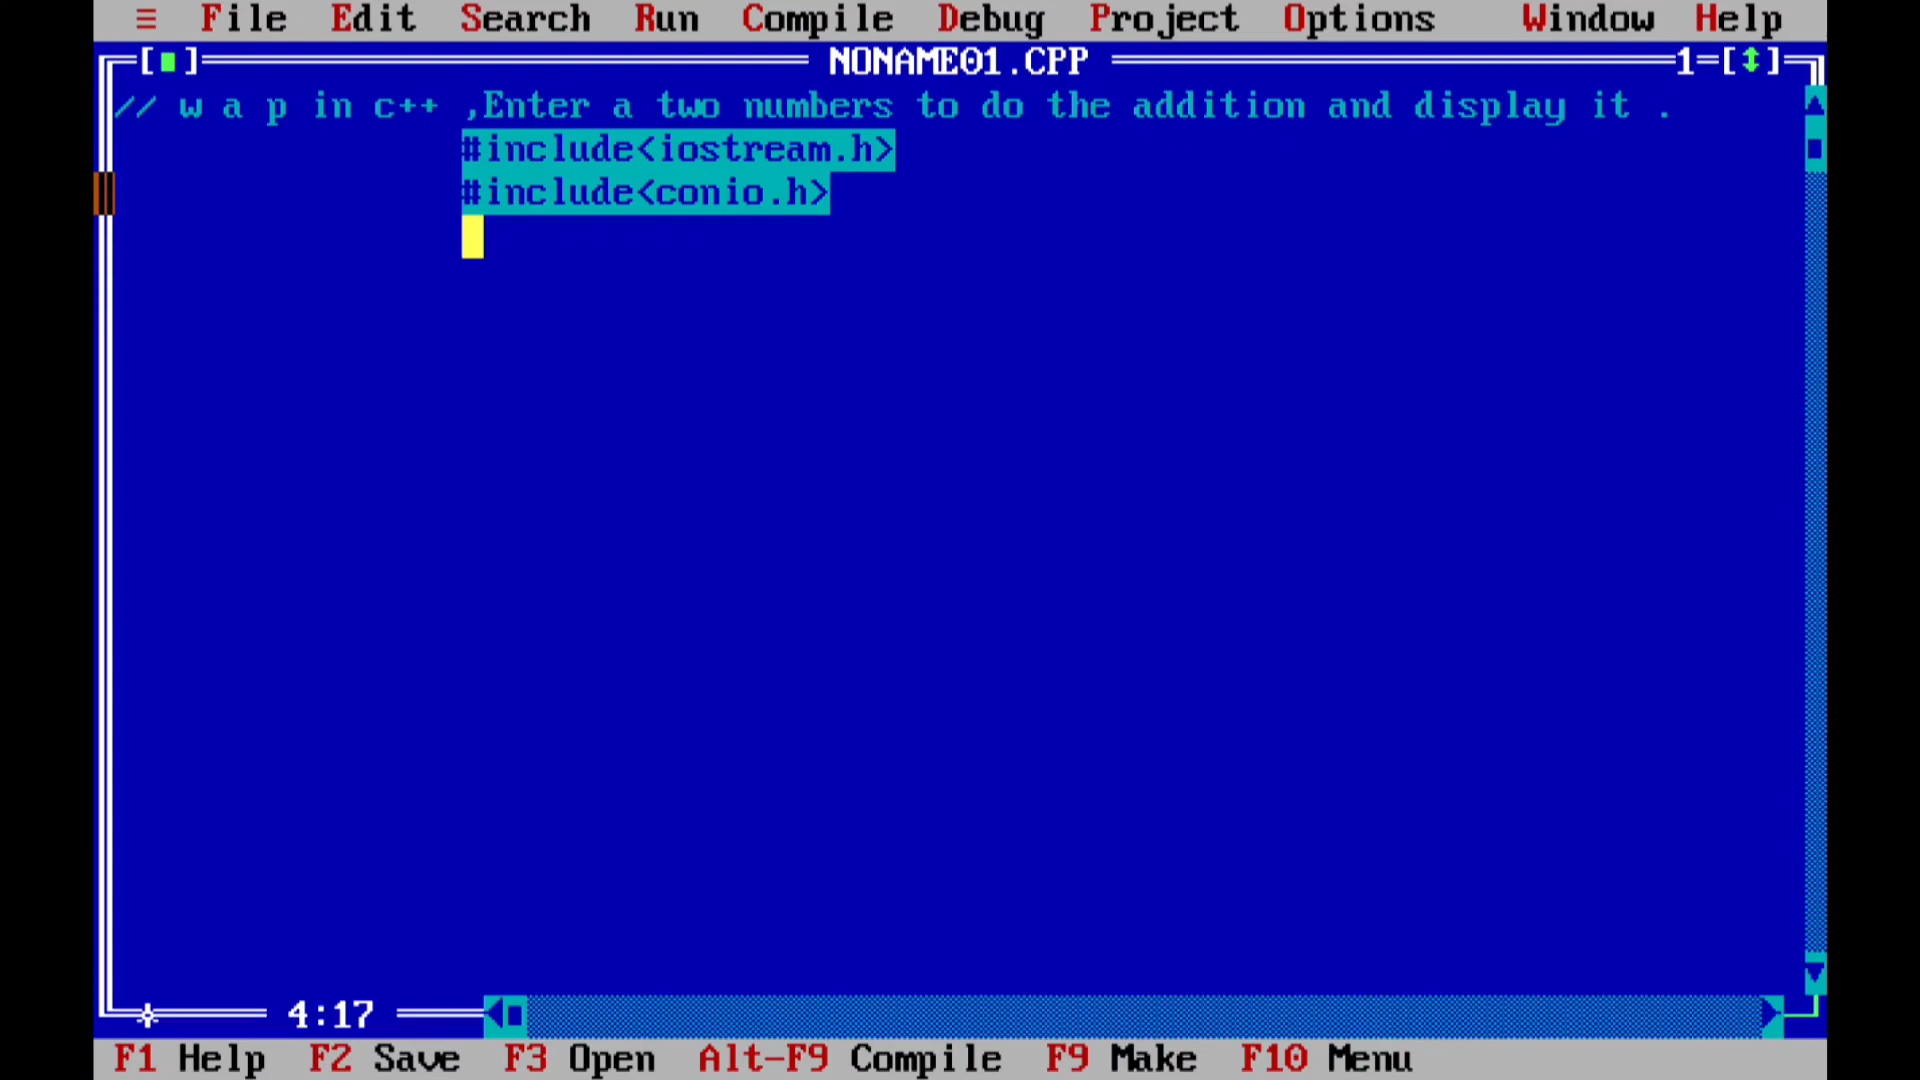 ≡ File Edit Search Run Compile Debug Project Options Window Help
[■] NONAME01.CPP 1=[↕]
// w a p in c++ ,Enter a two numbers to do the addition and display it .
#include<iostream.h>
#include<conio.h>
4:17
F1 Help F2 Save F3 Open Alt-F9 Compile F9 Make F10 Menu